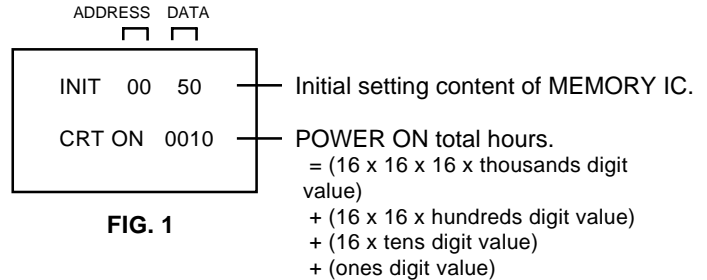 ADDRESS DATA
INIT 00 50
Initial setting content of MEMORY IC.
CRT ON 0010
POWER ON total hours.
= (16 x 16 x 16 x thousands digit
value)
+ (16 x 16 x hundreds digit value)
+ (16 x tens digit value)
+ (ones digit value)
FIG. 1